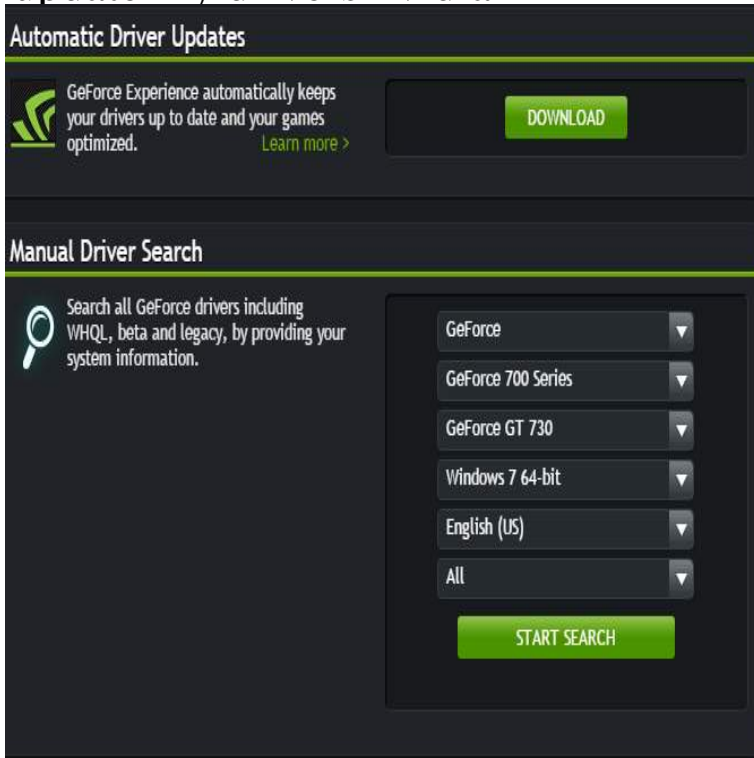 Automatic Driver Updates
GeForce Experience automatically keeps
your drivers up to date and your games
optimized. Learn more >
DOWNLOAD
Manual Driver Search
Search all GeForce drivers including
WHQL, beta and legacy, by providing your
system information.
GeForce
GeForce 700 Series
GeForce GT 730
Windows 7 64-bit
English (US)
All
START SEARCH